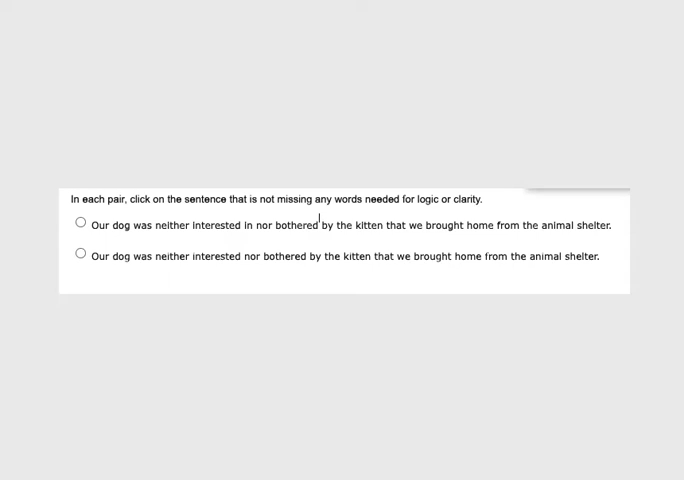 In each pair, click on the sentence that is not missing any words needed for logic or clarity.
Our dog was neither interested in nor bothered by the kitten that we brought home from the animal shelter.
Our dog was neither interested nor bothered by the kitten that we brought home from the animal shelter.